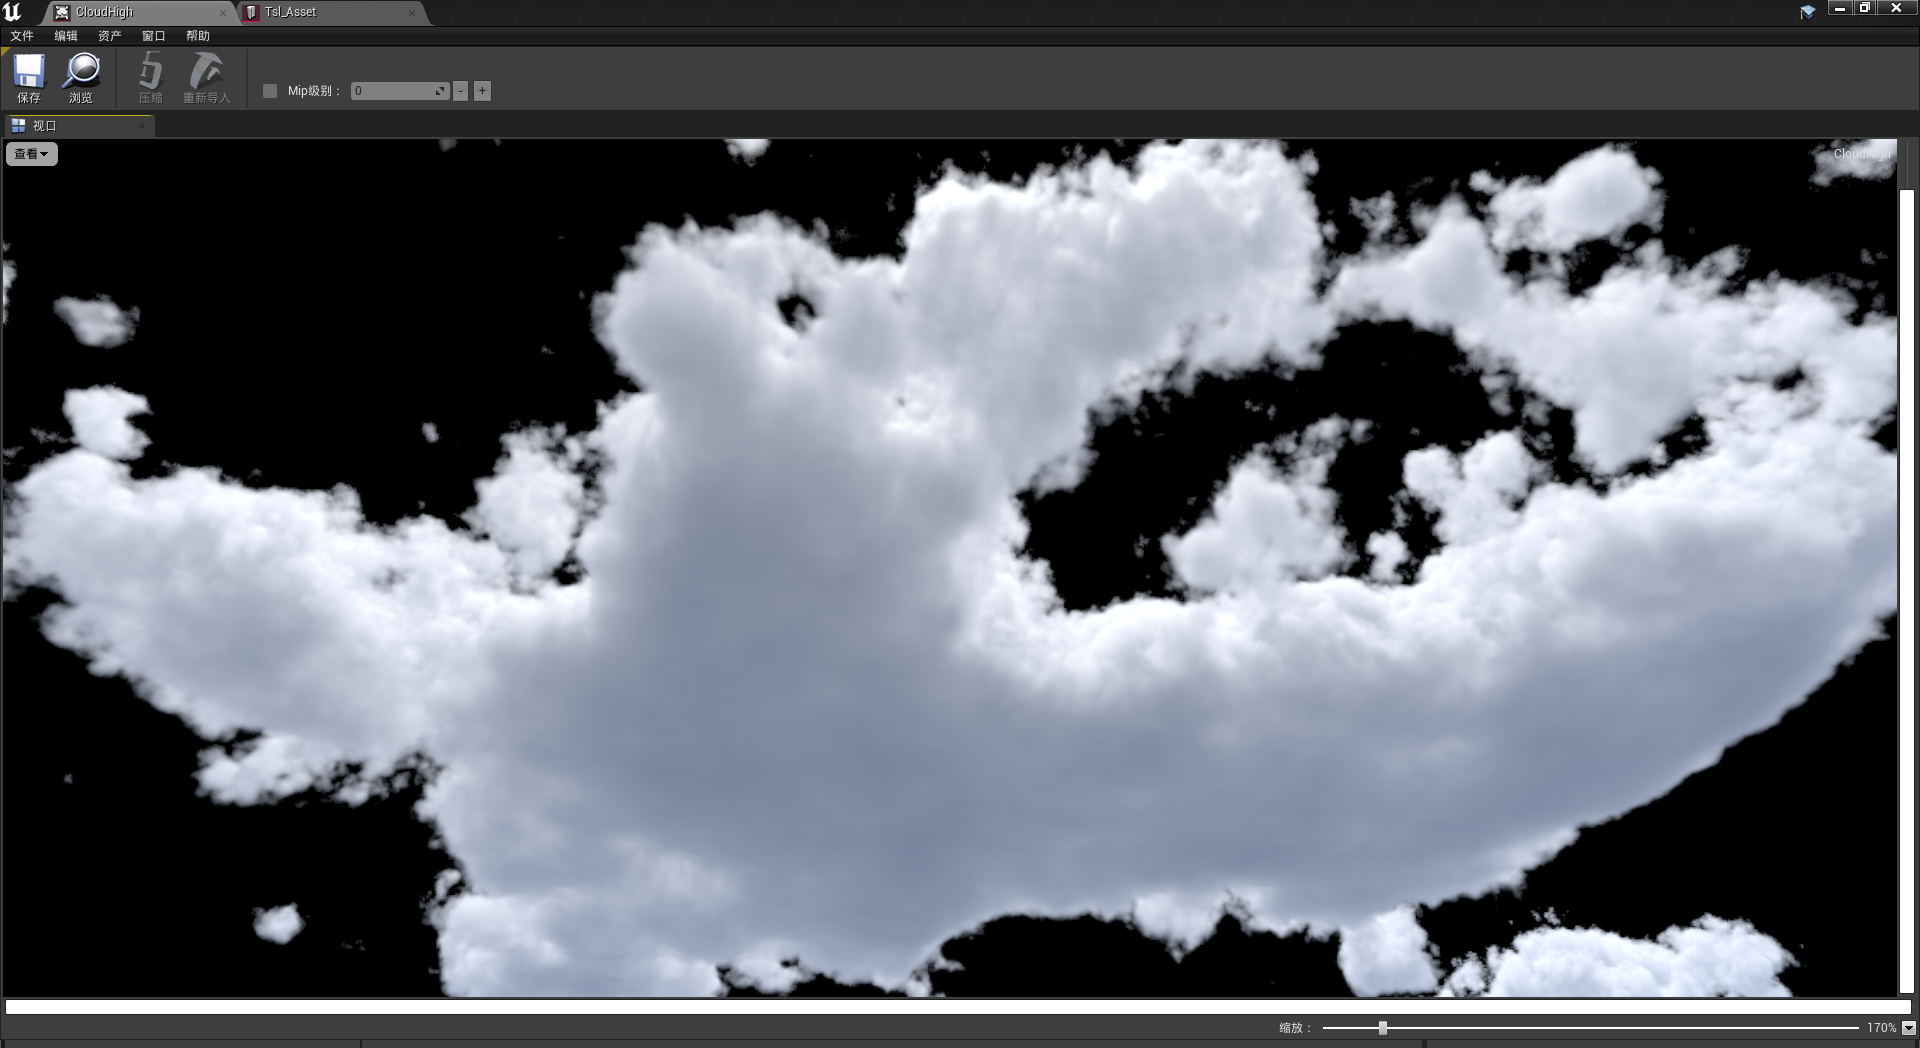 CloudHigh
Tsl_Asset
文件 编辑 资产 窗口 帮助
保存 浏览 压缩 重新导入 Mip级别： 0 - +
视口
查看
CloudHigh
缩放： 170%